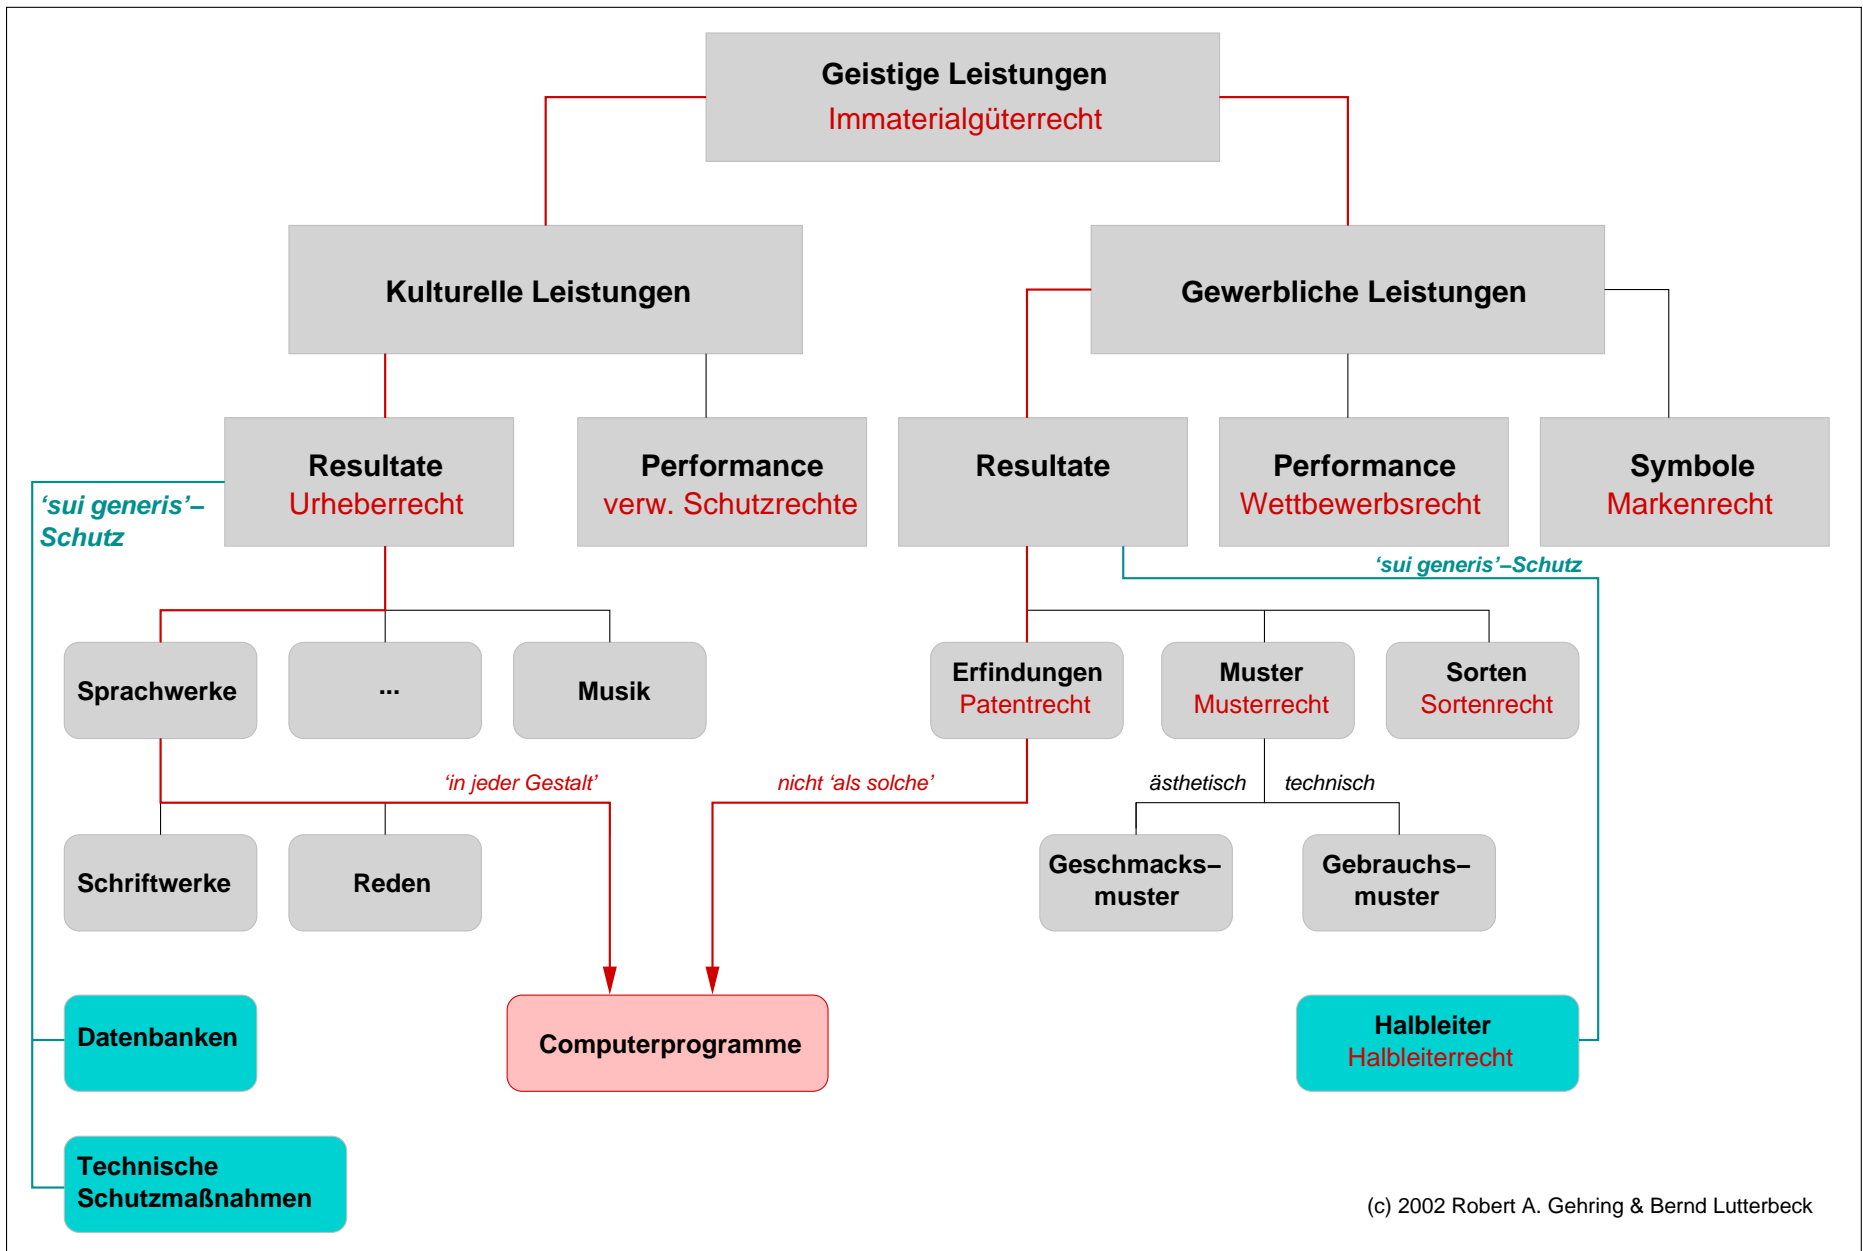 Geistige Leistungen
Immaterialgüterrecht
Kulturelle Leistungen
Gewerbliche Leistungen
Resultate
Urheberrecht
Performance
verw. Schutzrechte
Resultate
Performance
Wettbewerbsrecht
Symbole
Markenrecht
‘sui generis’–
Schutz
‘sui generis’–Schutz
Sprachwerke
...
Musik
Erfindungen
Patentrecht
Muster
Musterrecht
Sorten
Sortenrecht
‘in jeder Gestalt’
nicht ‘als solche’
ästhetisch
technisch
Schriftwerke
Reden
Geschmacks–
muster
Gebrauchs–
muster
Datenbanken
Computerprogramme
Halbleiter
Halbleiterrecht
Technische
Schutzmaßnahmen
(c) 2002 Robert A. Gehring & Bernd Lutterbeck